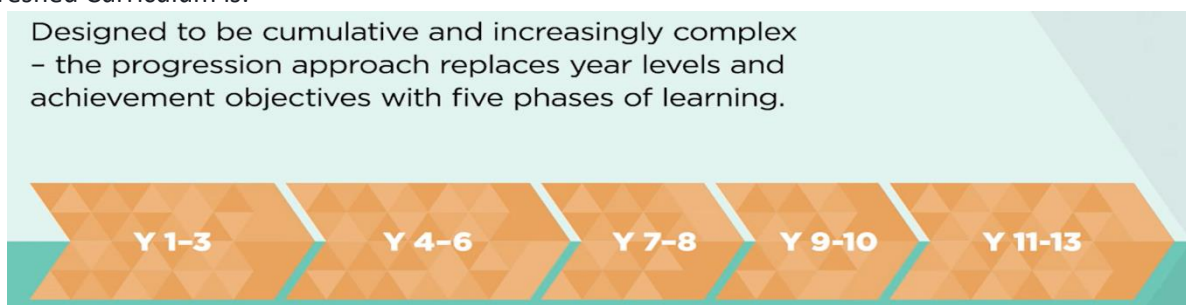 Designed to be cumulative and increasingly complex
– the progression approach replaces year levels and
achievement objectives with five phases of learning.
Y 1–3 Y 4–6 Y 7–8 Y 9-10 Y 11-13